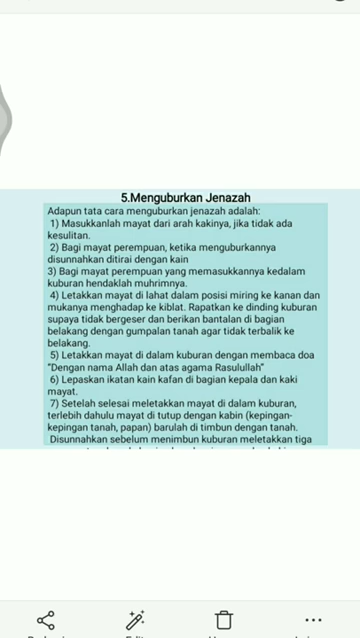 5.Menguburkan Jenazah
Adapun tata cara menguburkan jenazah adalah:
1) Masukkanlah mayat dari arah kakinya, jika tidak ada
kesulitan.
2) Bagi mayat perempuan, ketika menguburkannya
disunnahkan ditirai dengan kain
3) Bagi mayat perempuan yang memasukkannya kedalam
kuburan hendaklah muhrimnya.
4) Letakkan mayat di lahat dalam posisi miring ke kanan dan
mukanya menghadap ke kiblat. Rapatkan ke dinding kuburan
supaya tidak bergeser dan berikan bantalan di bagian
belakang dengan gumpalan tanah agar tidak terbalik ke
belakang.
5) Letakkan mayat di dalam kuburan dengan membaca doa
“Dengan nama Allah dan atas agama Rasulullah”
6) Lepaskan ikatan kain kafan di bagian kepala dan kaki
mayat.
7) Setelah selesai meletakkan mayat di dalam kuburan,
terlebih dahulu mayat di tutup dengan kabin (kepingan-
kepingan tanah, papan) barulah di timbun dengan tanah.
Disunnahkan sebelum menimbun kuburan meletakkan tiga